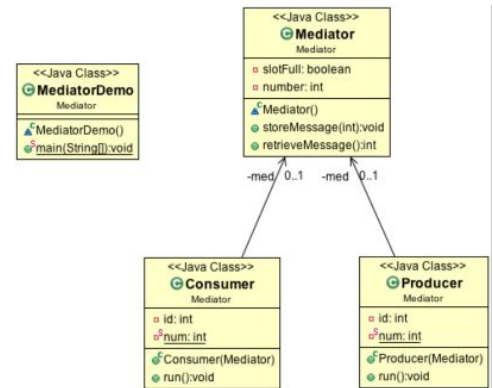 <<Java Class>>
MediatorDemo
Mediator
MediatorDemo()
main(String[]):void
<<Java Class>>
Mediator
Mediator
slotFull: boolean
number: int
Mediator()
storeMessage(int):void
retrieveMessage():int
-med 0..1
-med 0..1
<<Java Class>>
Consumer
Mediator
id: int
num: int
Consumer(Mediator)
run():void
<<Java Class>>
Producer
Mediator
id: int
num: int
Producer(Mediator)
run():void